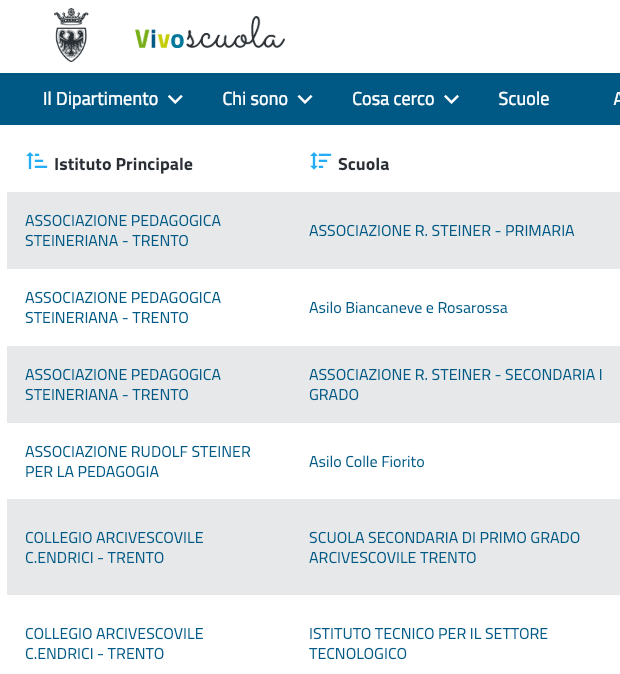 Vivoscuola
Il Dipartimento Chi sono Cosa cerco Scuole A
Istituto Principale Scuola
ASSOCIAZIONE PEDAGOGICA
STEINERIANA - TRENTO
ASSOCIAZIONE R. STEINER - PRIMARIA
ASSOCIAZIONE PEDAGOGICA
STEINERIANA - TRENTO
Asilo Biancaneve e Rosarossa
ASSOCIAZIONE PEDAGOGICA
STEINERIANA - TRENTO
ASSOCIAZIONE R. STEINER - SECONDARIA I
GRADO
ASSOCIAZIONE RUDOLF STEINER
PER LA PEDAGOGIA
Asilo Colle Fiorito
COLLEGIO ARCIVESCOVILE
C.ENDRICI - TRENTO
SCUOLA SECONDARIA DI PRIMO GRADO
ARCIVESCOVILE TRENTO
COLLEGIO ARCIVESCOVILE
C.ENDRICI - TRENTO
ISTITUTO TECNICO PER IL SETTORE
TECNOLOGICO